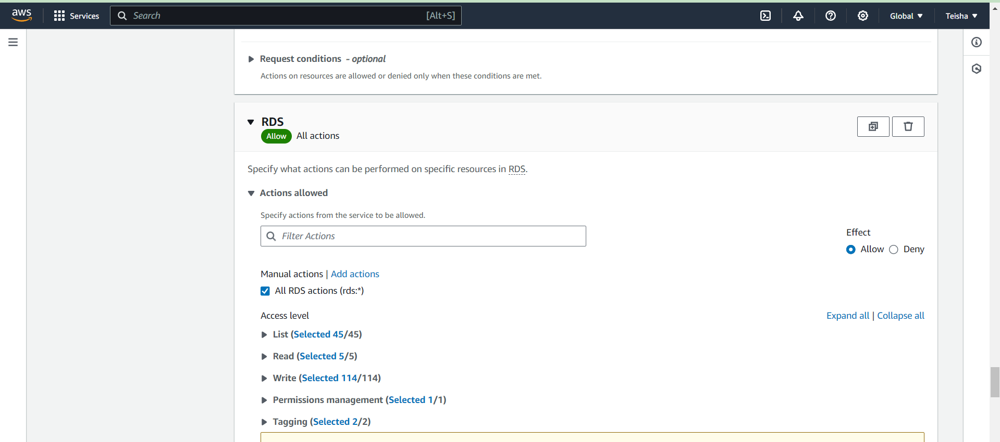 aws Services Search [Alt+S] Global Teisha
Request conditions - optional
Actions on resources are allowed or denied only when these conditions are met.
RDS
Allow All actions
Specify what actions can be performed on specific resources in RDS.
Actions allowed
Specify actions from the service to be allowed.
Filter Actions
Effect
Allow Deny
Manual actions | Add actions
All RDS actions (rds:*)
Access level Expand all | Collapse all
List (Selected 45/45)
Read (Selected 5/5)
Write (Selected 114/114)
Permissions management (Selected 1/1)
Tagging (Selected 2/2)